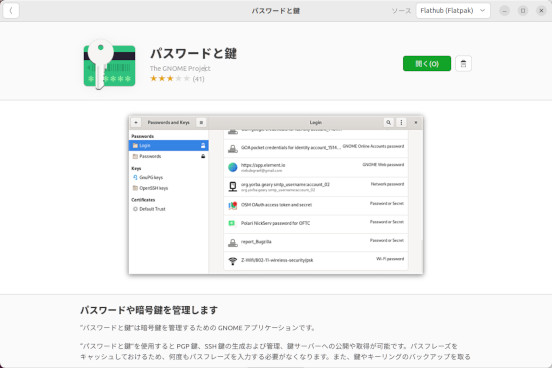 パスワードと鍵
ソース
Flathub (Flatpak)
パスワードと鍵
The GNOME Project
(41)
開く(O)
Passwords and Keys
Login
Passwords
Login
Passwords
Keys
GnuPG keys
OpenSSH keys
Certificates
Default Trust
GOA password credentials for identity account_1514…
GNOME Online Accounts password
https://app.element.io
GNOME Web password
org.gnome.geary-smtp_username:account_02
Network password
OSM OAuth access token and secret
Password or Secret
Polari NickServ password for OFTC
Password or Secret
report_Bugzilla
Password or Secret
Z-WiFi/802-11-wireless-security/psk
Wi-Fi password
パスワードや暗号鍵を管理します
"パスワードと鍵"は暗号鍵を管理するための GNOME アプリケーションです。
"パスワードと鍵"を使用すると PGP 鍵、SSH 鍵の生成および管理、鍵サーバーへの公開や取得が可能です。パスフレーズを
キャッシュしておけるため、何度もパスフレーズを入力する必要がなくなります。また、鍵やキーリングのバックアップを取る